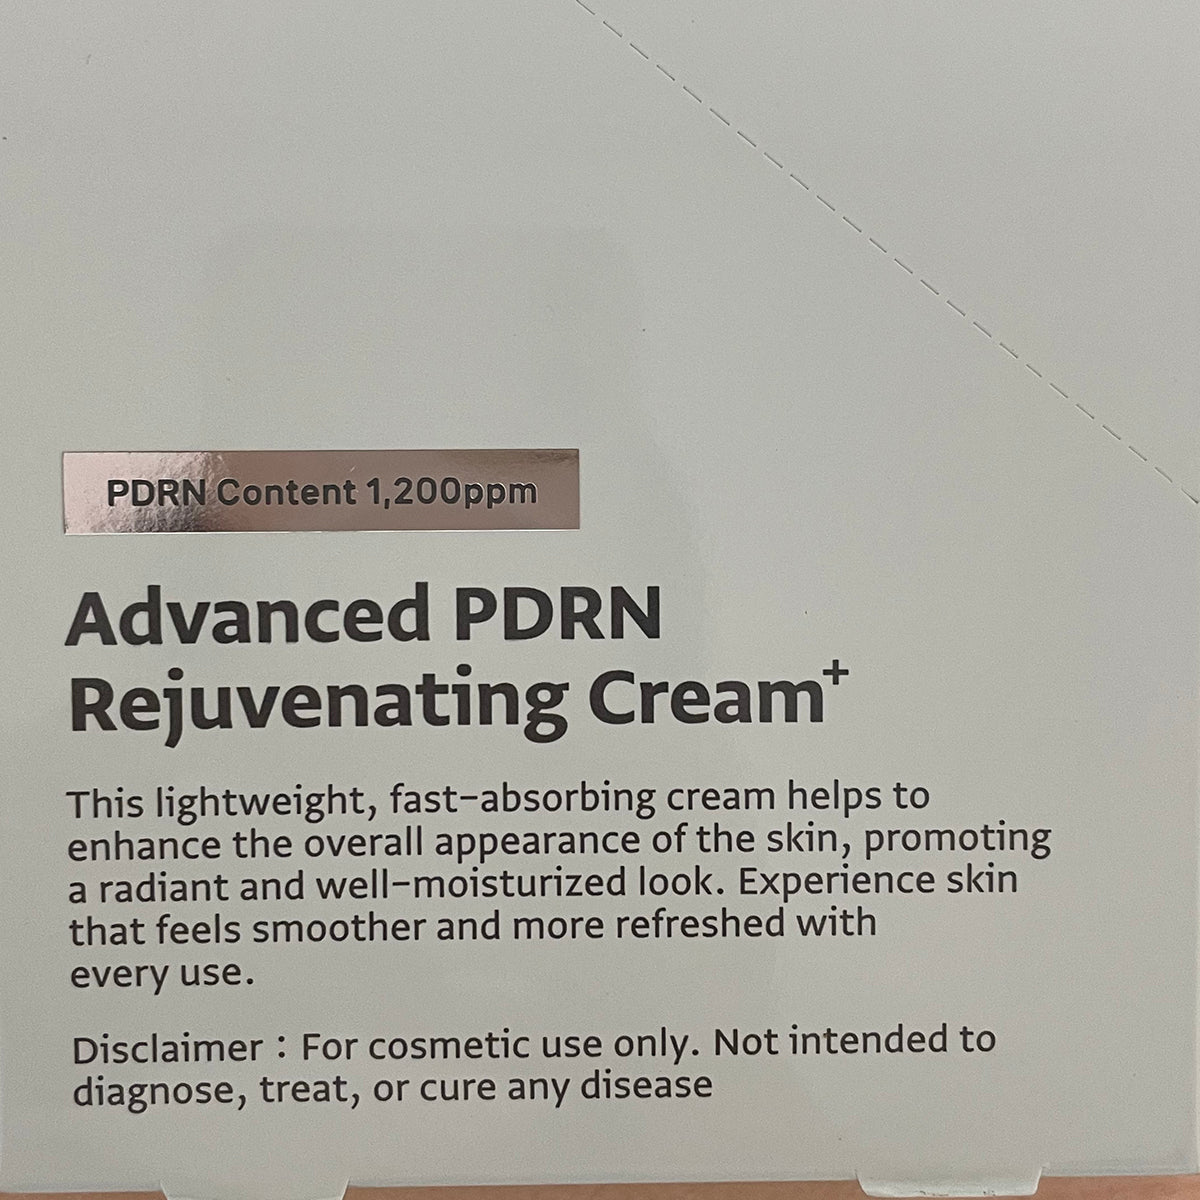 PDRN Content 1,200ppm
Advanced PDRN
Rejuvenating Cream+
This lightweight, fast-absorbing cream helps to
enhance the overall appearance of the skin, promoting
a radiant and well-moisturized look. Experience skin
that feels smoother and more refreshed with
every use.
Disclaimer : For cosmetic use only. Not intended to
diagnose, treat, or cure any disease